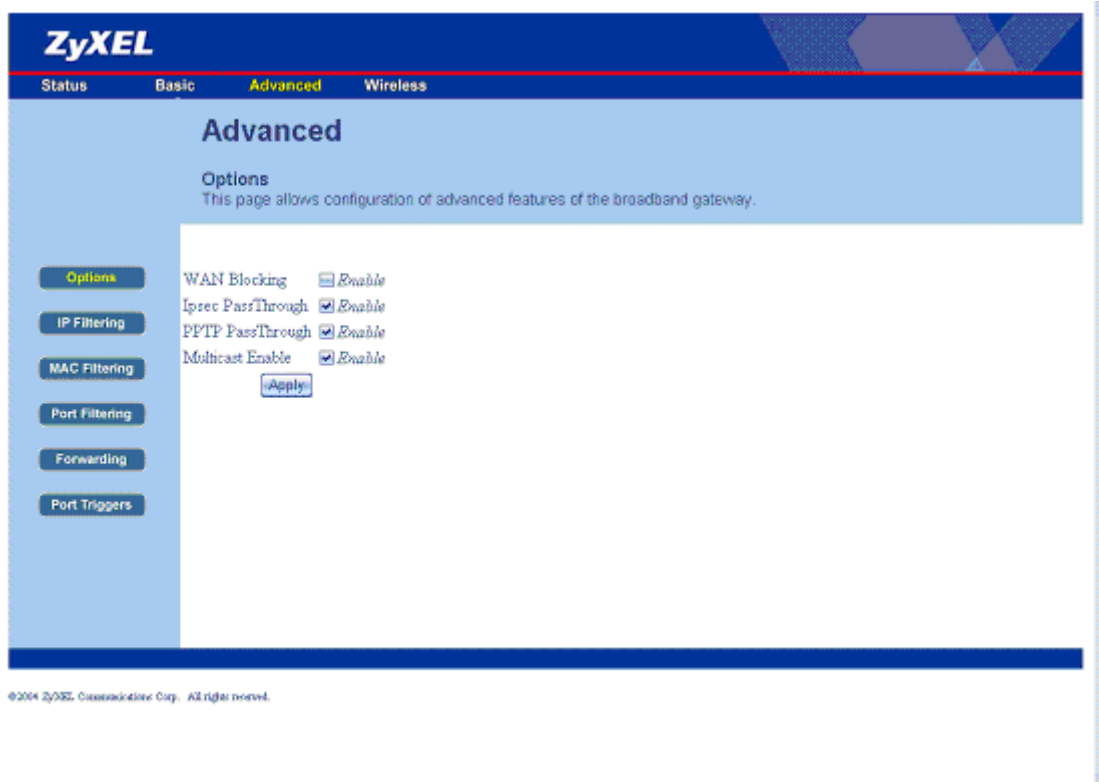 ZyXEL
Status Basic Advanced Wireless
Advanced
Options
This page allows configuration of advanced features of the broadband gateway.
Options
IP Filtering
MAC Filtering
Port Filtering
Forwarding
Port Triggers
WAN Blocking Enable
Ipsec PassThrough Enable
PPTP PassThrough Enable
Multicast Enable Enable
Apply
©2004 ZyXEL Communications Corp. All rights reserved.